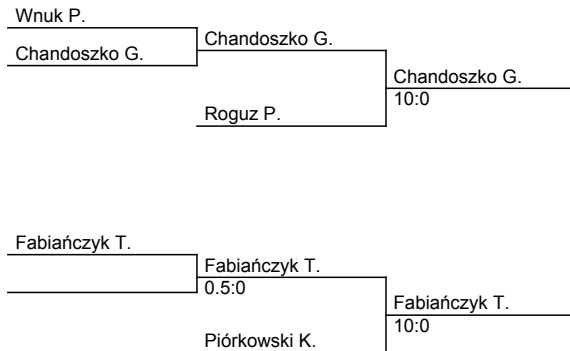 Wnuk P.
Chandoszko G.
Chandoszko G.
Chandoszko G.
10:0
Roguz P.
Fabiańczyk T.
Fabiańczyk T.
0.5:0
Fabiańczyk T.
10:0
Piórkowski K.